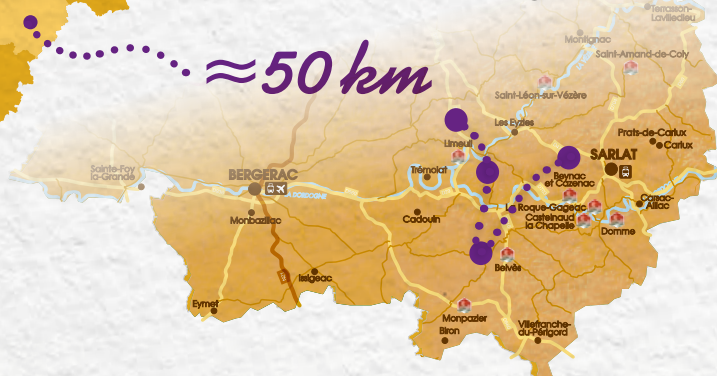 ≈50 km
Terrasson-
Lavilledieu
Montignac
Saint-Amand-de-Coly
Saint-Léon-sur-Vézère
Les Eyzies
Prats-de-Carlux
Carlux
Limeuil
SARLAT
Sainte-Foy
la-Grande
BERGERAC
Trémolat
Beynac
et Cazenac
Carsac-
Aillac
La Roque-Gageac
Monbazillac
Cadouin
Castelnaud
la Chapelle
Domme
Issigeac
Belvès
Eymet
Monpazier
Biron
Villefranche-
du-Périgord